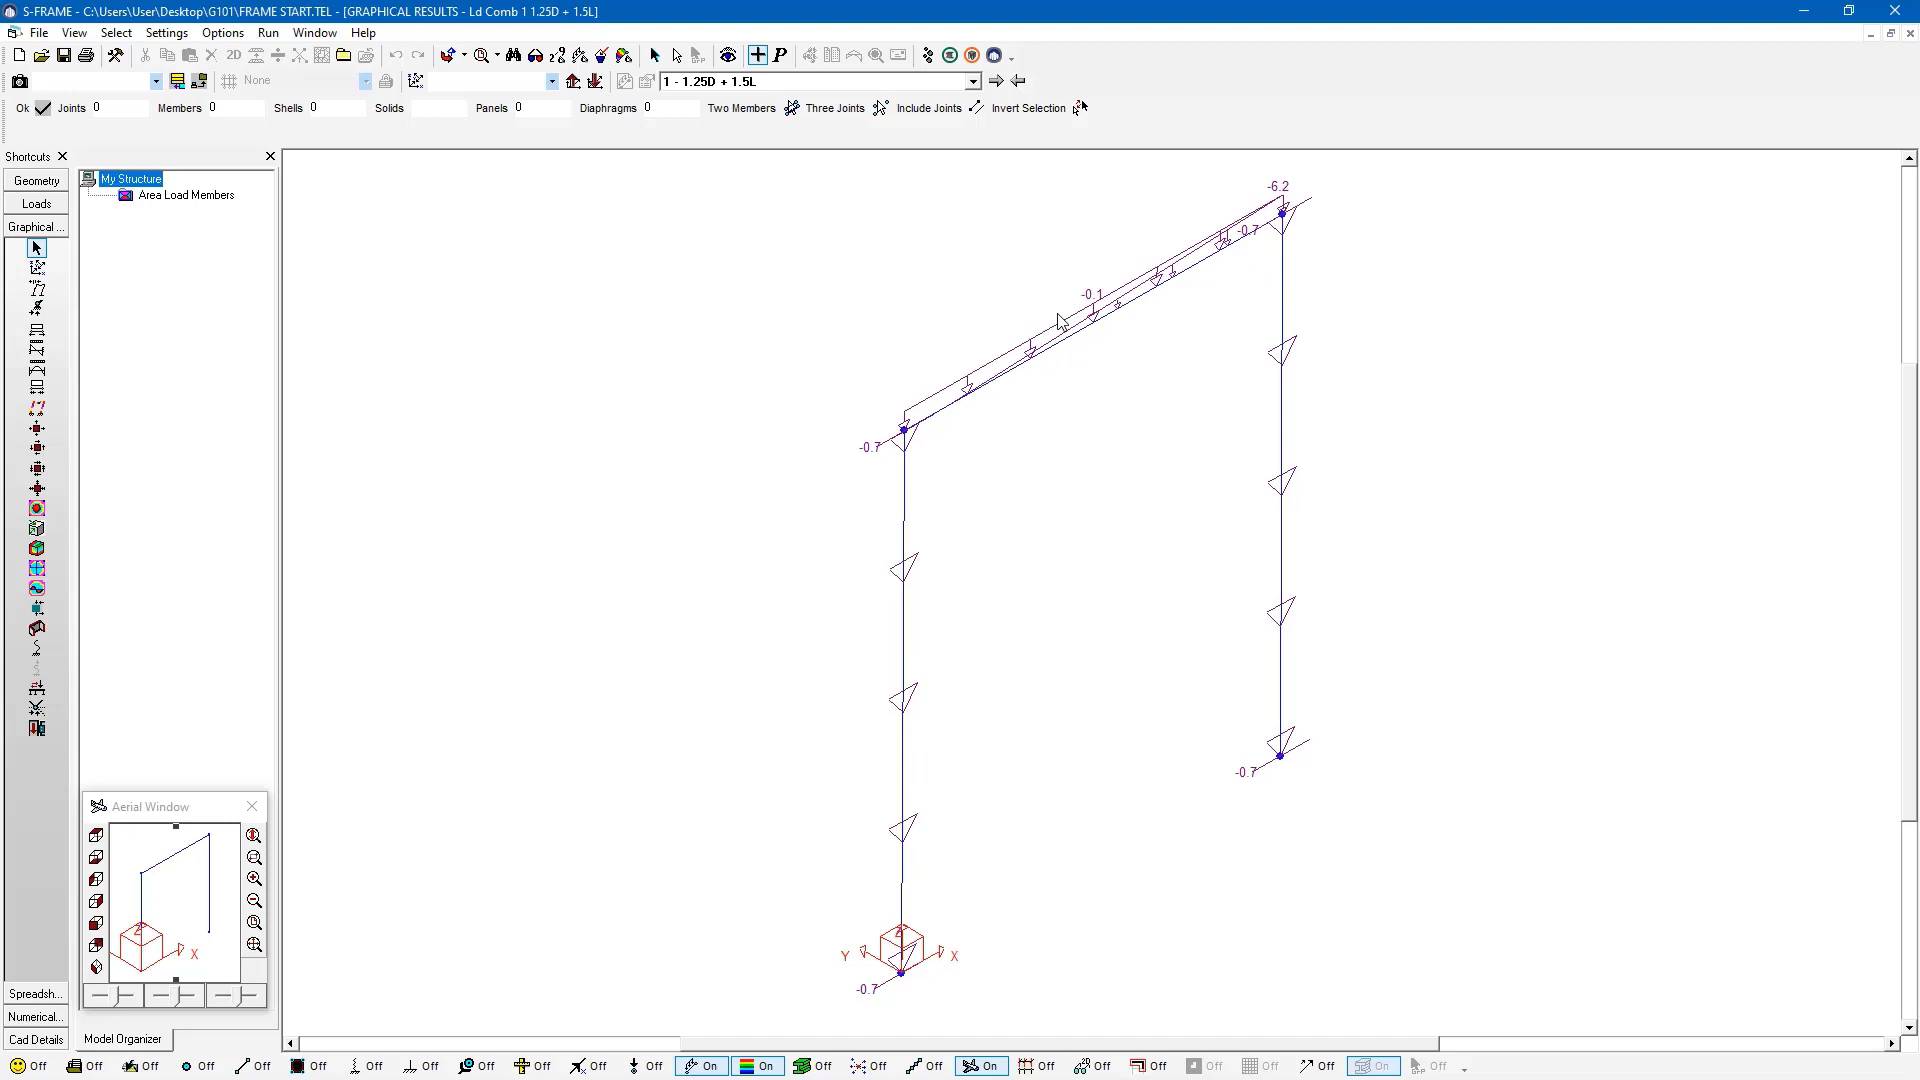 S-FRAME - C:\Users\User\Desktop\G101\FRAME START.TEL - [GRAPHICAL RESULTS - Ld Comb 1 1.25D + 1.5L]
File View Select Settings Options Run Window Help
2D P
None 1 - 1.25D + 1.5L
Ok Joints 0 Members 0 Shells 0 Solids Panels 0 Diaphragms 0 Two Members Three Joints Include Joints Invert Selection
Shortcuts
Geometry
Loads
Graphical ...
My Structure
Area Load Members
-6.2
-0.7
-0.1
-0.7
-0.7
Y Z X
-0.7
Aerial Window
Z X
Spreadsh...
Numerical...
Cad Details
Model Organizer
Off Off Off Off Off Off Off Off Off Off Off Off On On Off Off Off On Off Off Off Off Off Off On Off